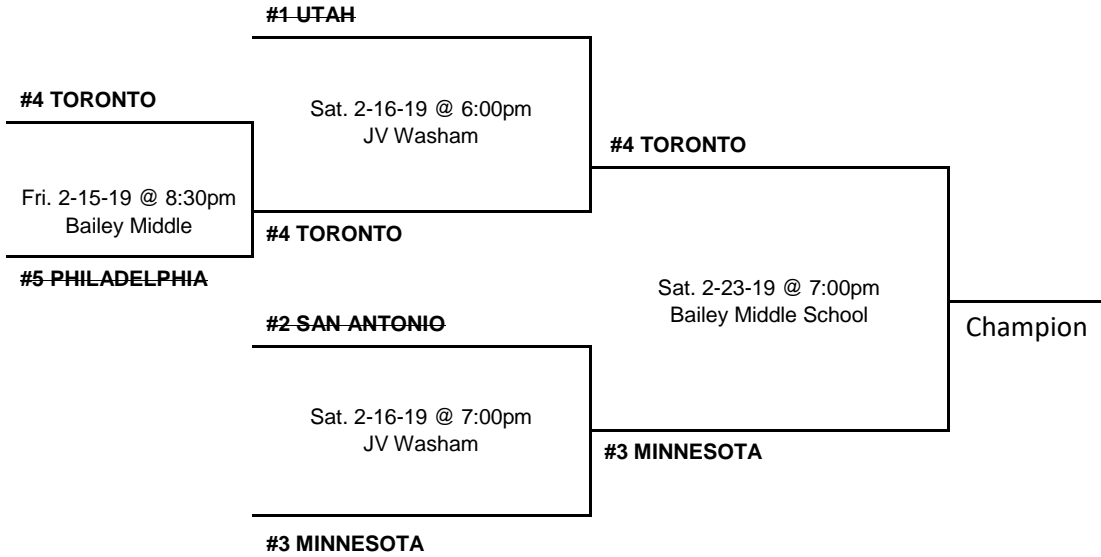 #1 UTAH
#4 TORONTO
Sat. 2-16-19 @ 6:00pm
JV Washam
#4 TORONTO
Fri. 2-15-19 @ 8:30pm
Bailey Middle
#4 TORONTO
#5 PHILADELPHIA
Sat. 2-23-19 @ 7:00pm
Bailey Middle School
#2 SAN ANTONIO
Champion
Sat. 2-16-19 @ 7:00pm
JV Washam
#3 MINNESOTA
#3 MINNESOTA